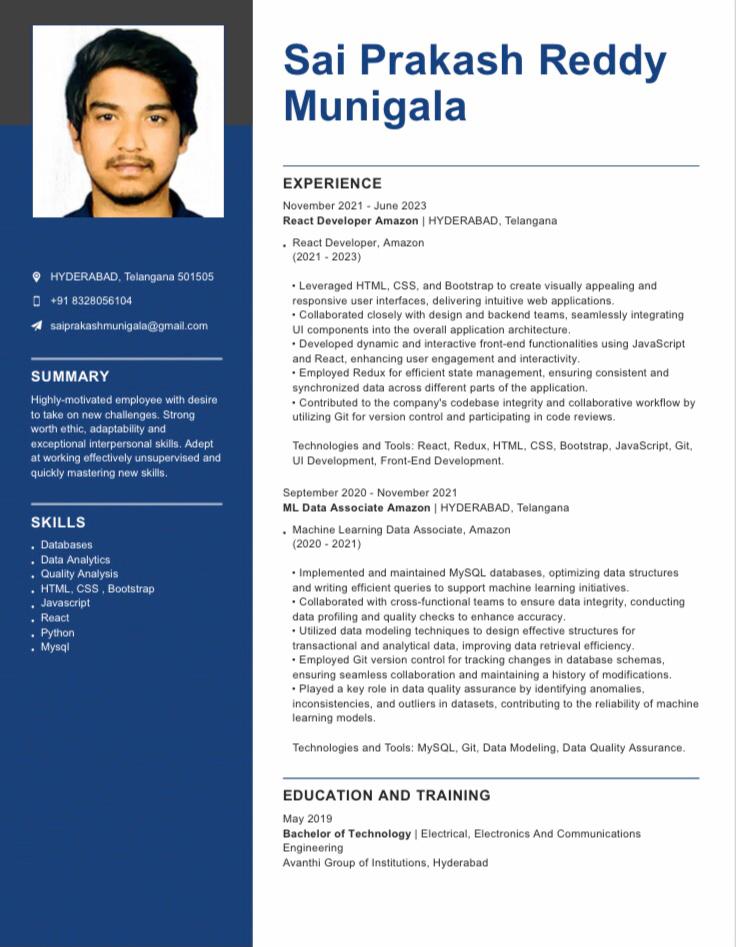 Sai Prakash Reddy
Munigala
HYDERABAD, Telangana 501505
+91 8328056104
saiprakashmunigala@gmail.com
SUMMARY
Highly-motivated employee with desire
to take on new challenges. Strong
worth ethic, adaptability and
exceptional interpersonal skills. Adept
at working effectively unsupervised and
quickly mastering new skills.
SKILLS
• Databases
• Data Analytics
• Quality Analysis
• HTML, CSS , Bootstrap
• Javascript
• React
• Python
• Mysql
EXPERIENCE
November 2021 - June 2023
React Developer Amazon | HYDERABAD, Telangana
• React Developer, Amazon
(2021 - 2023)
• Leveraged HTML, CSS, and Bootstrap to create visually appealing and
responsive user interfaces, delivering intuitive web applications.
• Collaborated closely with design and backend teams, seamlessly integrating
UI components into the overall application architecture.
• Developed dynamic and interactive front-end functionalities using JavaScript
and React, enhancing user engagement and interactivity.
• Employed Redux for efficient state management, ensuring consistent and
synchronized data across different parts of the application.
• Contributed to the company's codebase integrity and collaborative workflow by
utilizing Git for version control and participating in code reviews.
Technologies and Tools: React, Redux, HTML, CSS, Bootstrap, JavaScript, Git,
UI Development, Front-End Development.
September 2020 - November 2021
ML Data Associate Amazon | HYDERABAD, Telangana
• Machine Learning Data Associate, Amazon
(2020 - 2021)
• Implemented and maintained MySQL databases, optimizing data structures
and writing efficient queries to support machine learning initiatives.
• Collaborated with cross-functional teams to ensure data integrity, conducting
data profiling and quality checks to enhance accuracy.
• Utilized data modeling techniques to design effective structures for
transactional and analytical data, improving data retrieval efficiency.
• Employed Git version control for tracking changes in database schemas,
ensuring seamless collaboration and maintaining a history of modifications.
• Played a key role in data quality assurance by identifying anomalies,
inconsistencies, and outliers in datasets, contributing to the reliability of machine
learning models.
Technologies and Tools: MySQL, Git, Data Modeling, Data Quality Assurance.
EDUCATION AND TRAINING
May 2019
Bachelor of Technology | Electrical, Electronics And Communications
Engineering
Avanthi Group of Institutions, Hyderabad